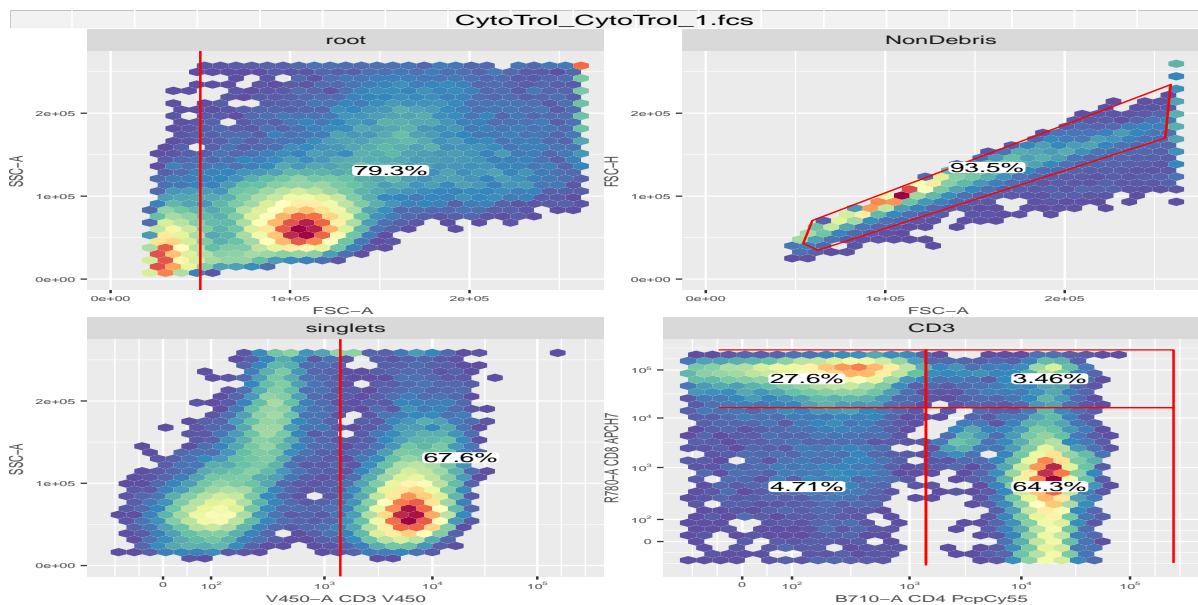 CytoTrol_CytoTrol_1.fcs
root
NonDebris
SSC−A
2e+05
1e+05
0e+00
79.3%
0e+00
1e+05
2e+05
FSC−A
FSC−H
2e+05
1e+05
0e+00
93.5%
0e+00
1e+05
2e+05
FSC−A
singlets
CD3
SSC−A
2e+05
1e+05
0e+00
67.6%
0
10²
10³
10⁴
10⁵
V450−A CD3 V450
R780−A CD8 APCH7
10⁵
10⁴
10³
10²
0
27.6%
3.46%
4.71%
64.3%
0
10²
10³
10⁴
10⁵
B710−A CD4 PcpCy55